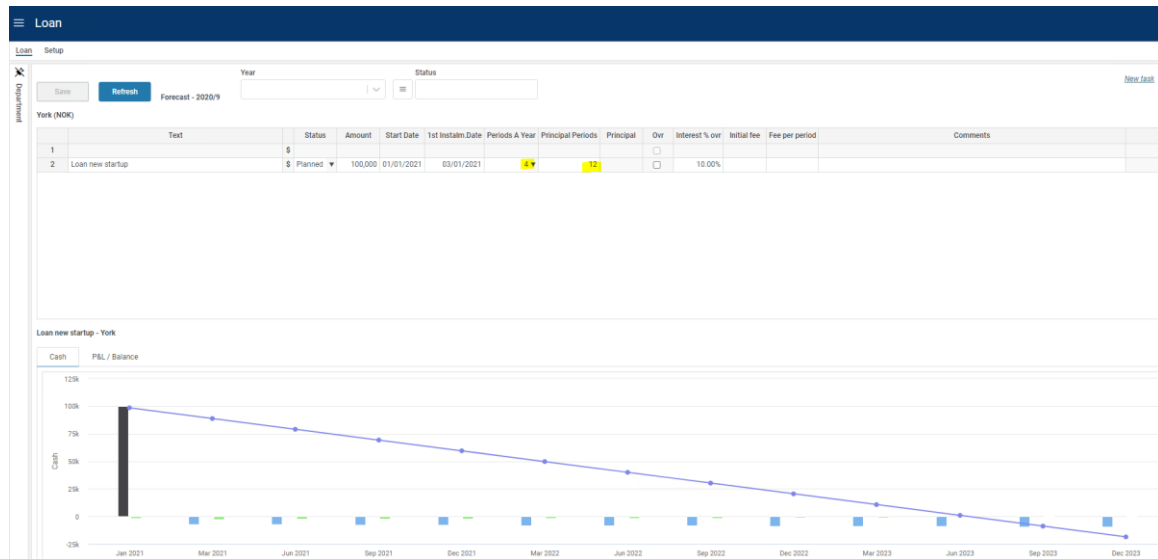 Loan
Loan Setup
Department
Year Status
Save Refresh Forecast - 2020/9 New task
York (NOK)
Text Status Amount Start Date 1st Instalm.Date Periods A Year Principal Periods Principal Ovr Interest % ovr Initial fee Fee per period Comments
1 $
2 Loan new startup $ Planned 100,000 01/01/2021 03/01/2021 4 12 10.00%
Loan new startup - York
Cash P&L / Balance
125k
100k
75k
50k
25k
0
-25k
Cash
Jan 2021 Mar 2021 Jun 2021 Sep 2021 Dec 2021 Mar 2022 Jun 2022 Sep 2022 Dec 2022 Mar 2023 Jun 2023 Sep 2023 Dec 2023